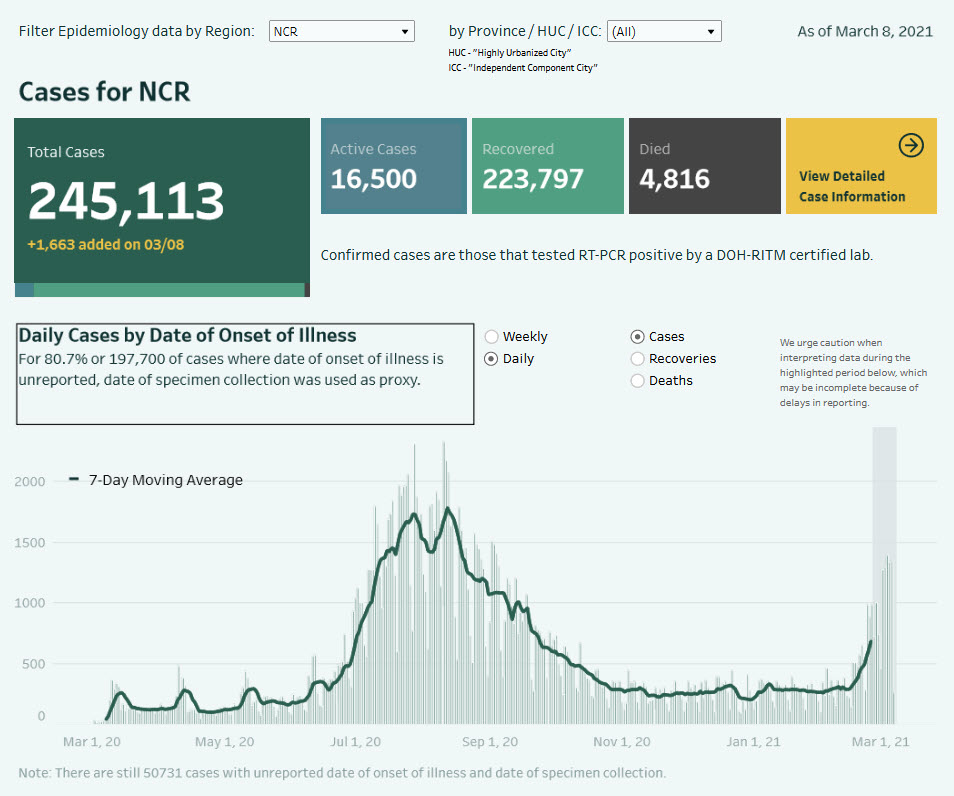 Filter Epidemiology data by Region: NCR by Province / HUC / ICC: (All) As of March 8, 2021
HUC - "Highly Urbanized City"
ICC - "Independent Component City"
Cases for NCR
Total Cases
245,113
+1,663 added on 03/08
Active Cases
16,500
Recovered
223,797
Died
4,816
View Detailed
Case Information
Confirmed cases are those that tested RT-PCR positive by a DOH-RITM certified lab.
Daily Cases by Date of Onset of Illness
For 80.7% or 197,700 of cases where date of onset of illness is
unreported, date of specimen collection was used as proxy.
Weekly
Daily
Cases
Recoveries
Deaths
We urge caution when
interpreting data during the
highlighted period below, which
may be incomplete because of
delays in reporting.
7-Day Moving Average
2000
1500
1000
500
0
Mar 1, 20 May 1, 20 Jul 1, 20 Sep 1, 20 Nov 1, 20 Jan 1, 21 Mar 1, 21
Note: There are still 50731 cases with unreported date of onset of illness and date of specimen collection.